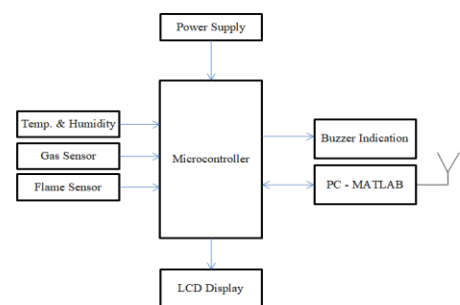 Power Supply
Temp. & Humidity
Gas Sensor
Flame Sensor
Microcontroller
Buzzer Indication
PC - MATLAB
LCD Display